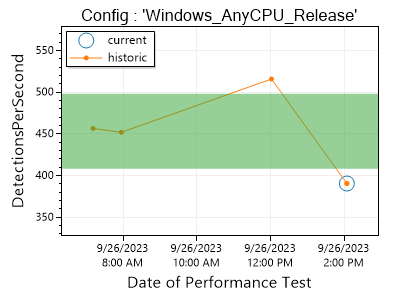 Config : 'Windows_AnyCPU_Release'
current
historic
DetectionsPerSecond
550
500
450
400
350
9/26/2023 9/26/2023 9/26/2023 9/26/2023
8:00 AM 10:00 AM 12:00 PM 2:00 PM
Date of Performance Test